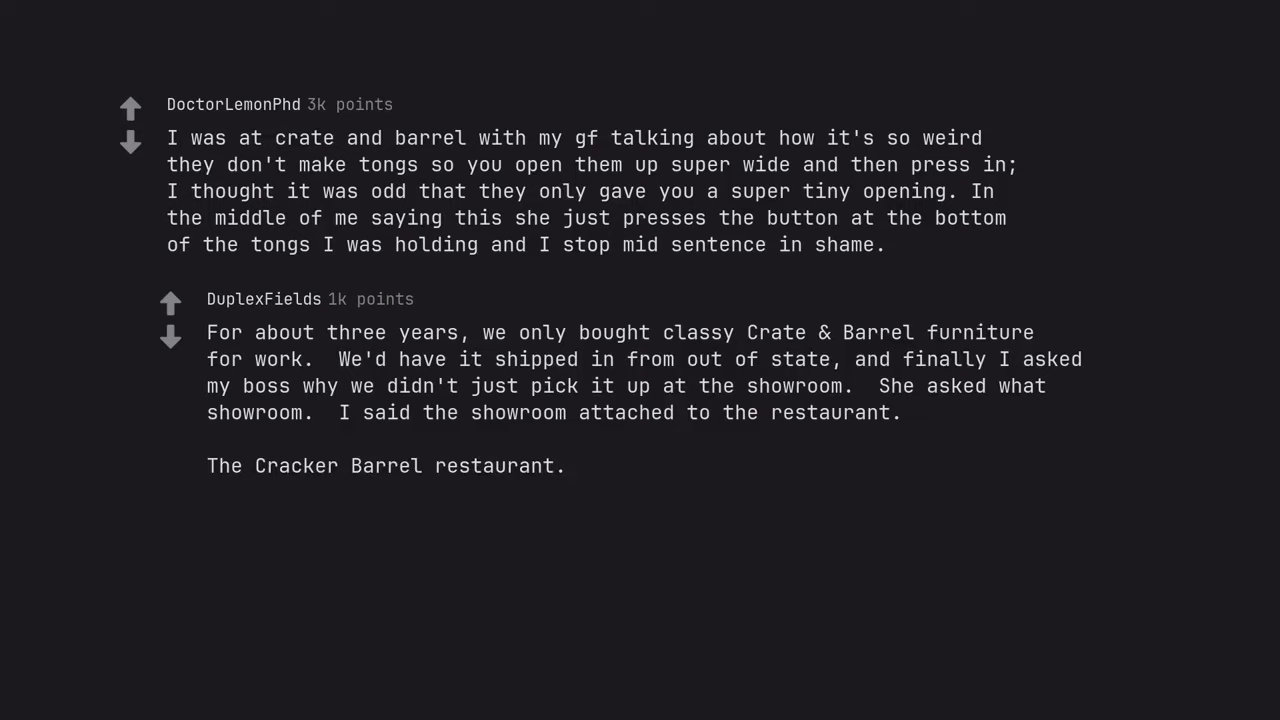 DoctorLemonPhd 3k points
I was at crate and barrel with my gf talking about how it's so weird
they don't make tongs so you open them up super wide and then press in;
I thought it was odd that they only gave you a super tiny opening. In
the middle of me saying this she just presses the button at the bottom
of the tongs I was holding and I stop mid sentence in shame.
DuplexFields 1k points
For about three years, we only bought classy Crate & Barrel furniture
for work.  We'd have it shipped in from out of state, and finally I asked
my boss why we didn't just pick it up at the showroom.  She asked what
showroom.  I said the showroom attached to the restaurant.
The Cracker Barrel restaurant.